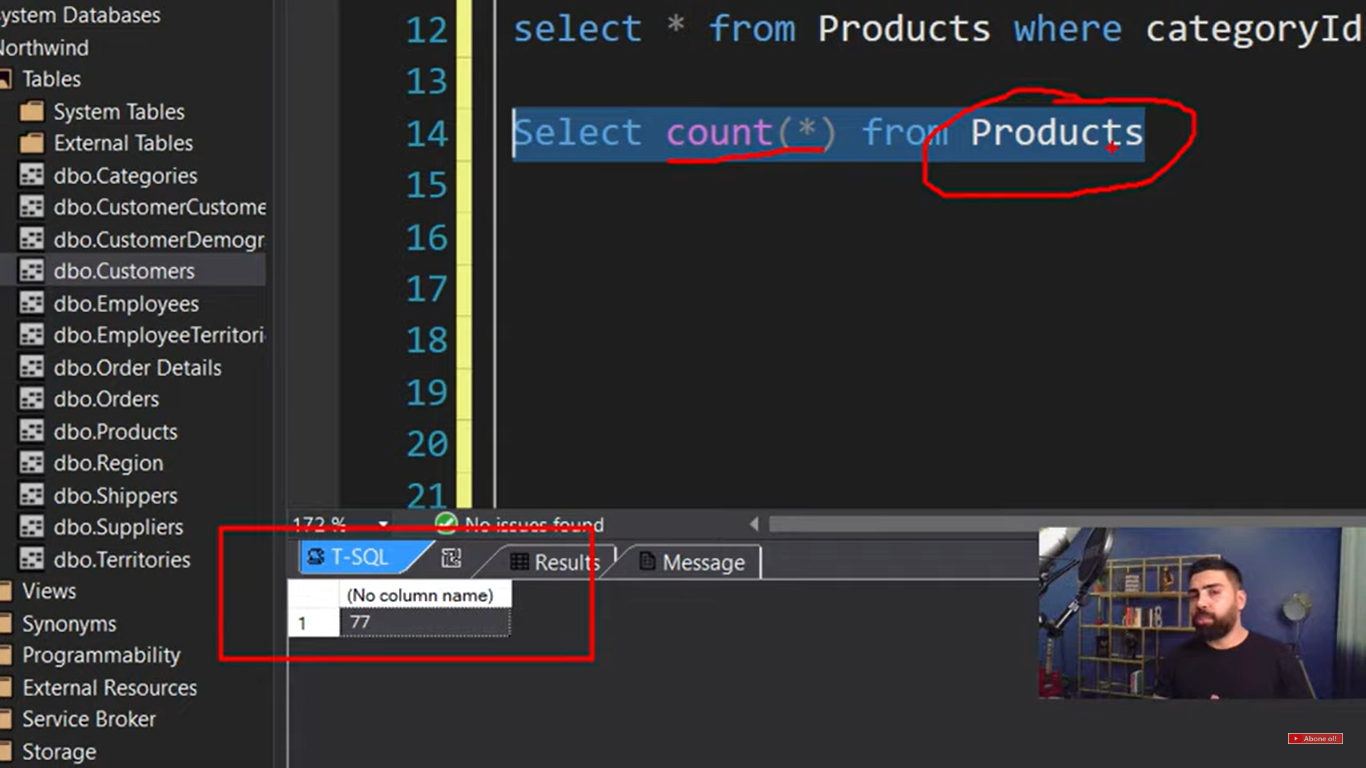 ystem Databases
Northwind
Tables
System Tables
External Tables
dbo.Categories
dbo.CustomerCustome
dbo.CustomerDemogr
dbo.Customers
dbo.Employees
dbo.EmployeeTerritori
dbo.Order Details
dbo.Orders
dbo.Products
dbo.Region
dbo.Shippers
dbo.Suppliers
dbo.Territories
Views
Synonyms
Programmability
External Resources
Service Broker
Storage
12 select * from Products where categoryId
13
14 Select count(*) from Products
15
16
17
18
19
20
21
172 % No issues found
T-SQL Results Message
(No column name)
1 77
Abone ol!